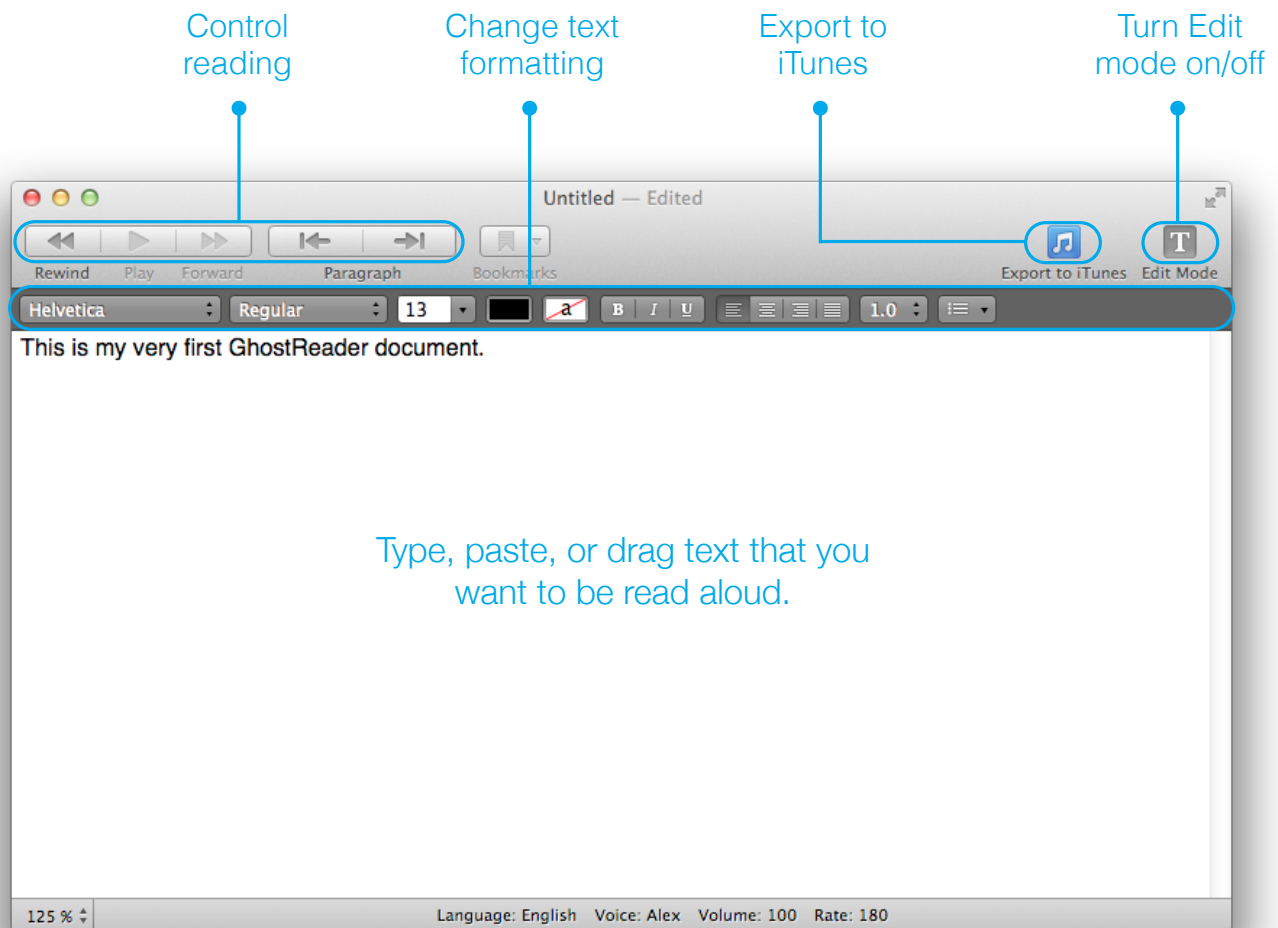 Control
reading
Change text
formatting
Export to
iTunes
Turn Edit
mode on/off
Untitled — Edited
Rewind Play Forward Paragraph Bookmarks Export to iTunes Edit Mode
T
Helvetica Regular 13 a B I U 1.0
This is my very first GhostReader document.
Type, paste, or drag text that you
want to be read aloud.
125 % Language: English Voice: Alex Volume: 100 Rate: 180